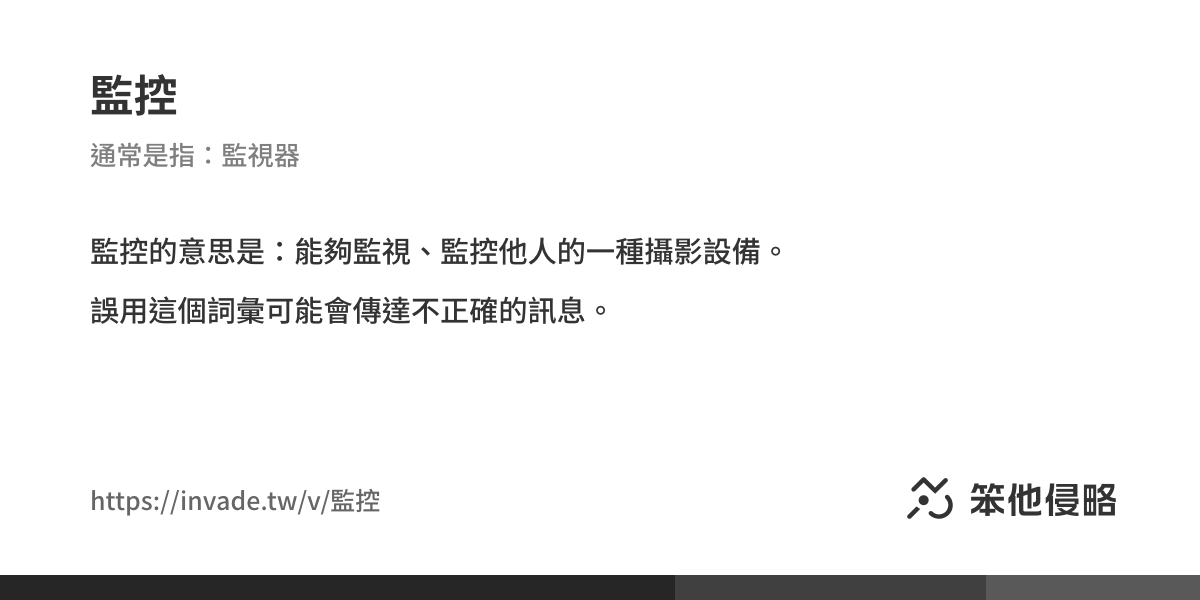 監控
通常是指：監視器
監控的意思是：能夠監視、監控他人的一種攝影設備。
誤用這個詞彙可能會傳達不正確的訊息。
https://invade.tw/v/監控
笨他侵略